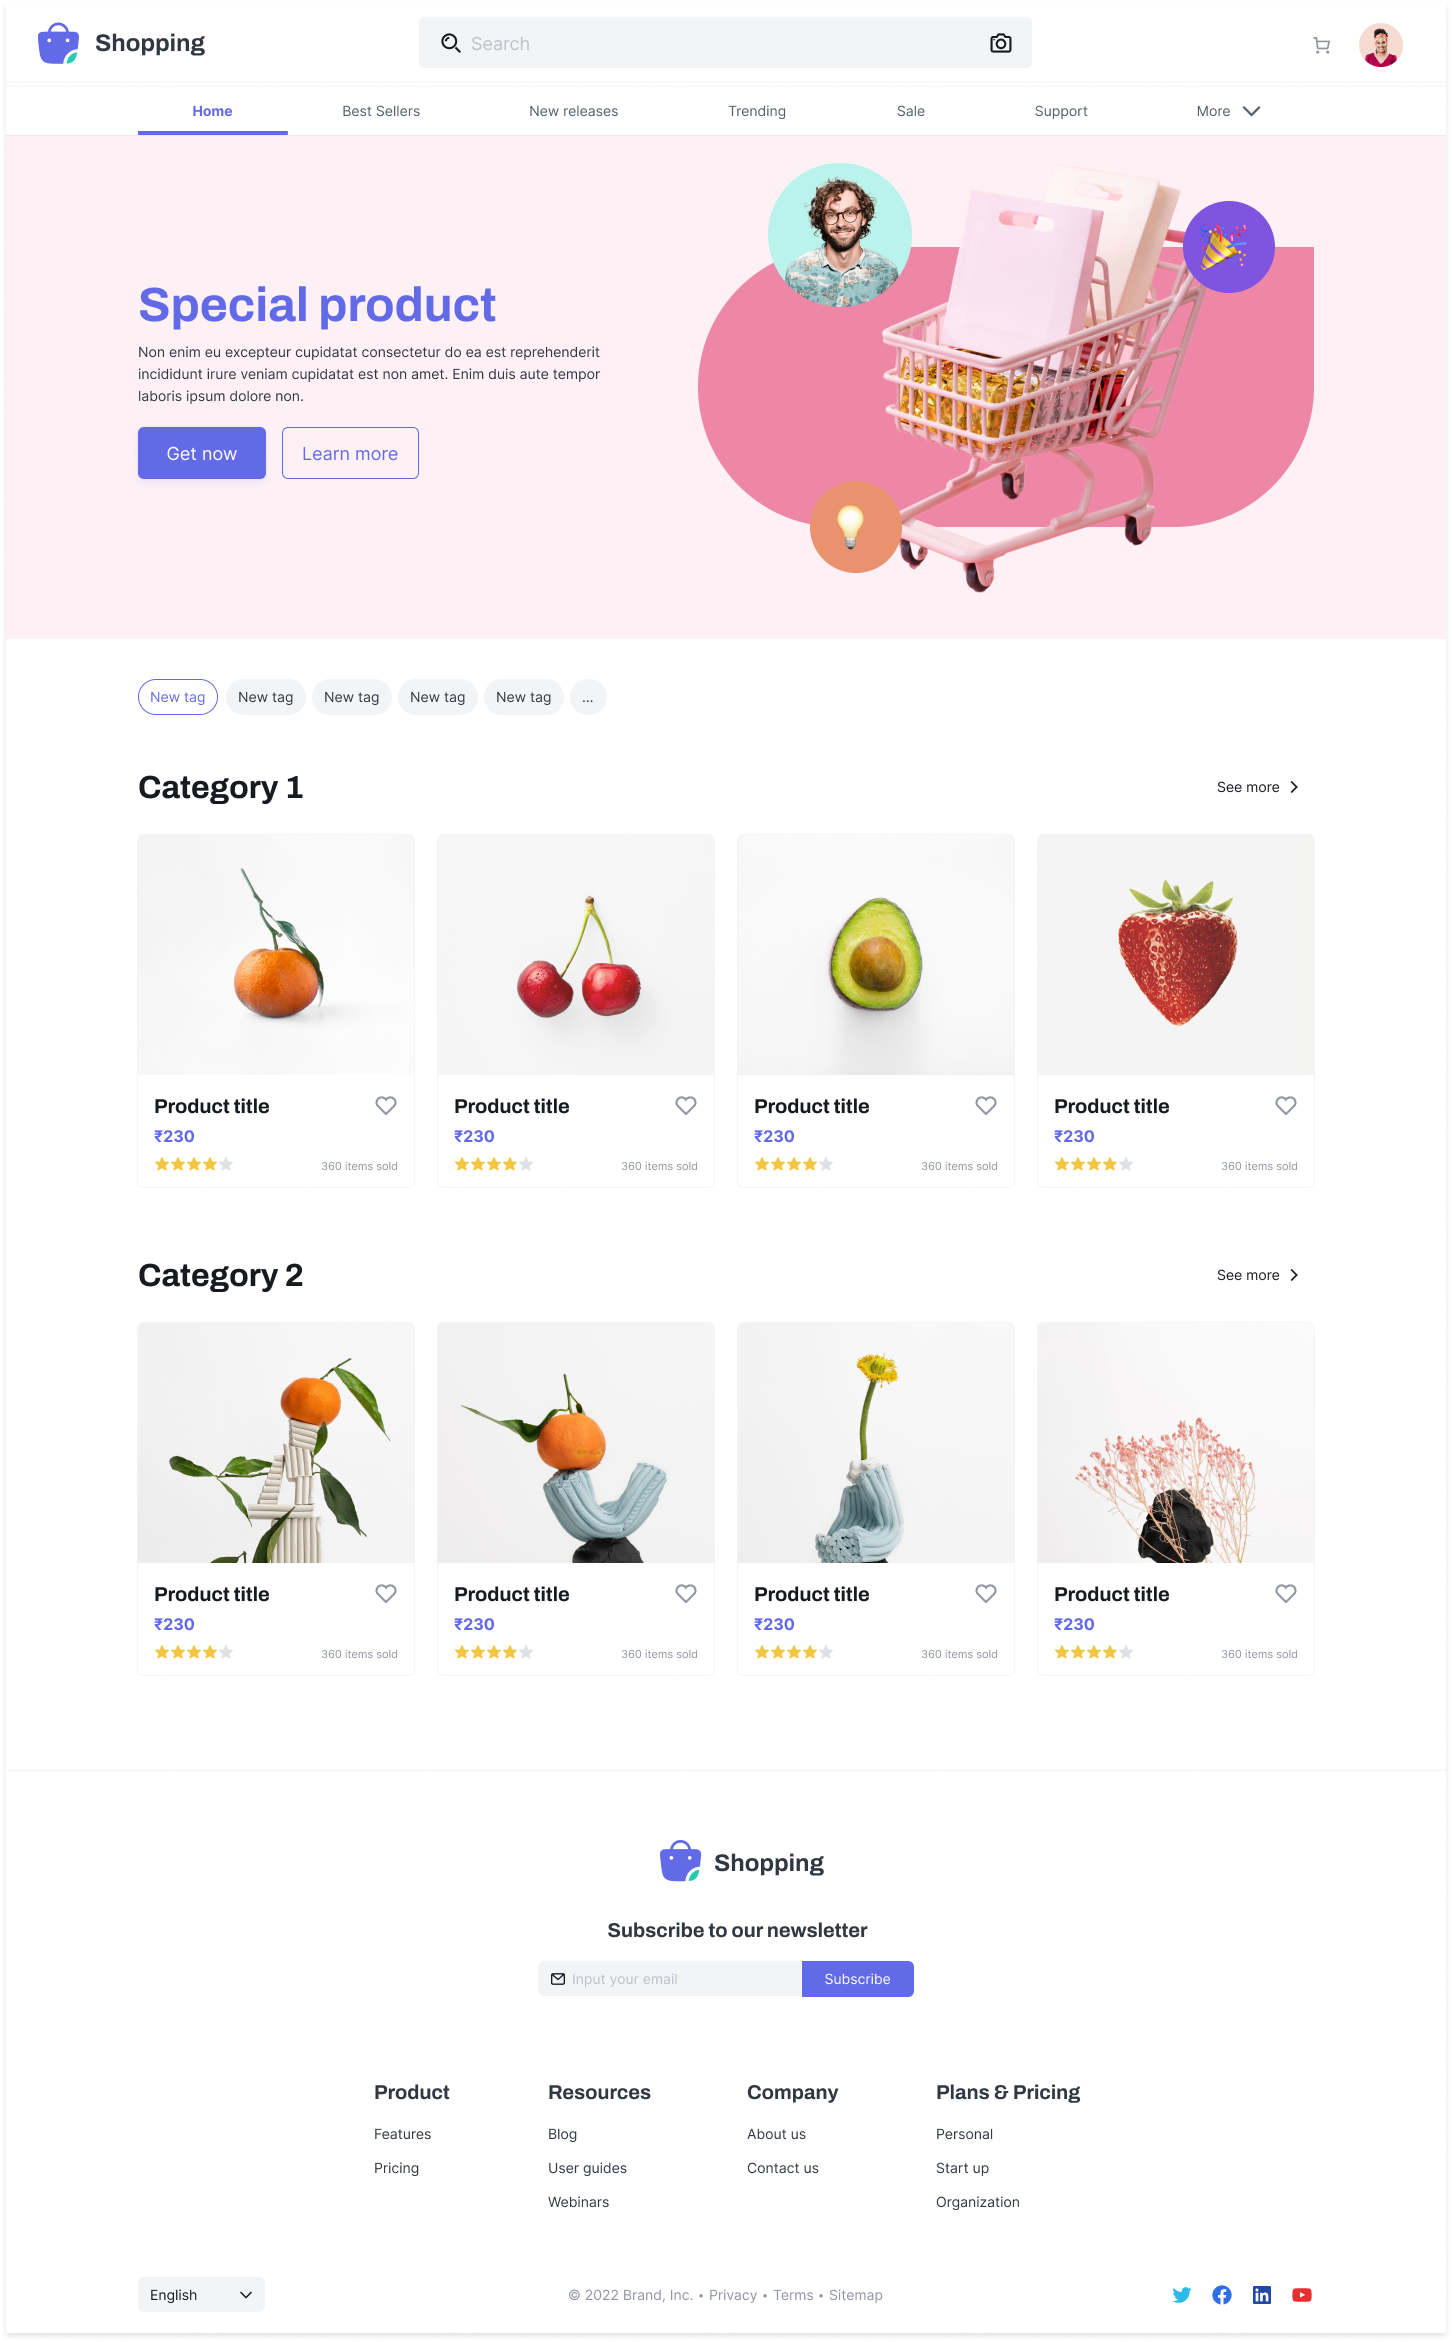 Shopping
Search
Home
Best Sellers
New releases
Trending
Sale
Support
More
Special product
Non enim eu excepteur cupidatat consectetur do ea est reprehenderit
incididunt irure veniam cupidatat est non amet. Enim duis aute tempor
laboris ipsum dolore non.
Get now
Learn more
New tag
New tag
New tag
New tag
New tag
...
Category 1
See more
Product title
₹230
360 items sold
Product title
₹230
360 items sold
Product title
₹230
360 items sold
Product title
₹230
360 items sold
Category 2
See more
Product title
₹230
360 items sold
Product title
₹230
360 items sold
Product title
₹230
360 items sold
Product title
₹230
360 items sold
Shopping
Subscribe to our newsletter
Input your email
Subscribe
Product
Features
Pricing
Resources
Blog
User guides
Webinars
Company
About us
Contact us
Plans & Pricing
Personal
Start up
Organization
English
© 2022 Brand, Inc. • Privacy • Terms • Sitemap